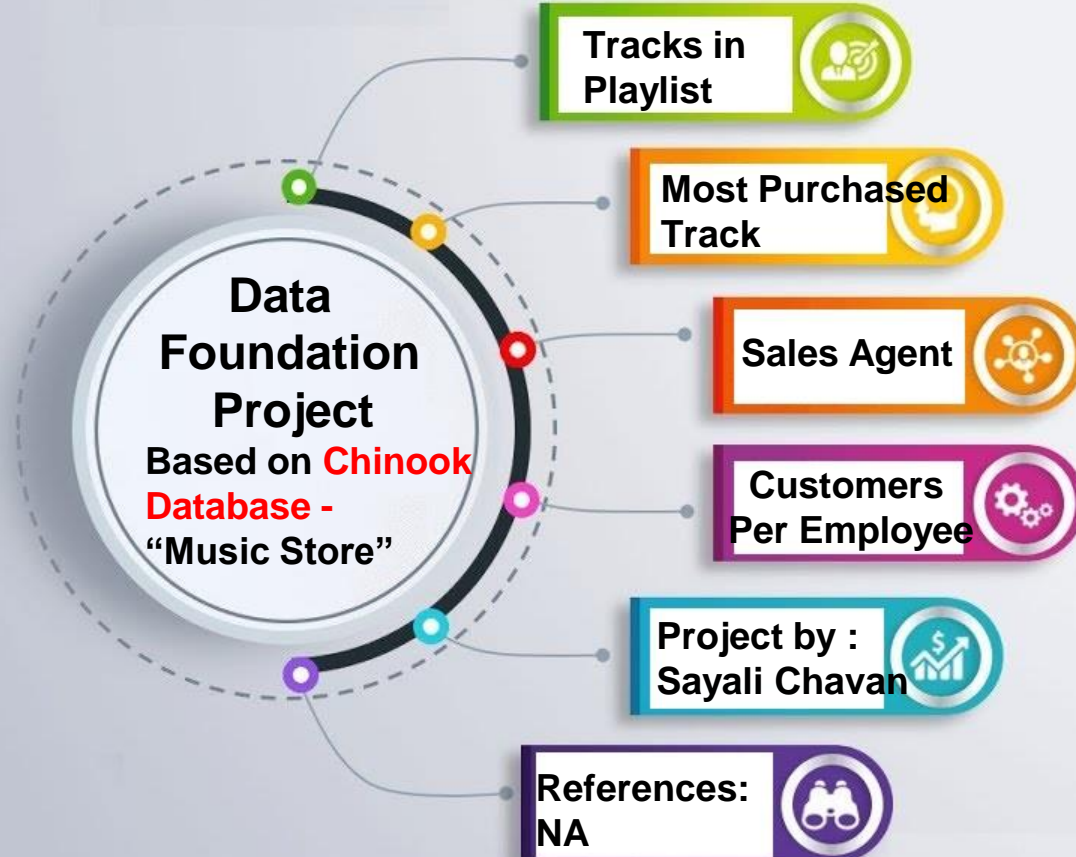 Data
Foundation
Project
Based on Chinook
Database -
“Music Store”
Tracks in
Playlist
Most Purchased
Track
Sales Agent
Customers
Per Employee
Project by :
Sayali Chavan
$
References:
NA